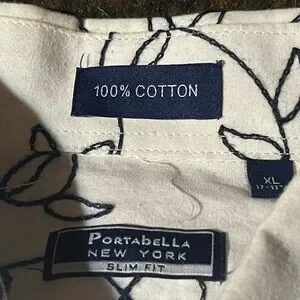 100% COTTON
XL
PORTABELLA
NEW YORK
SLIM FIT